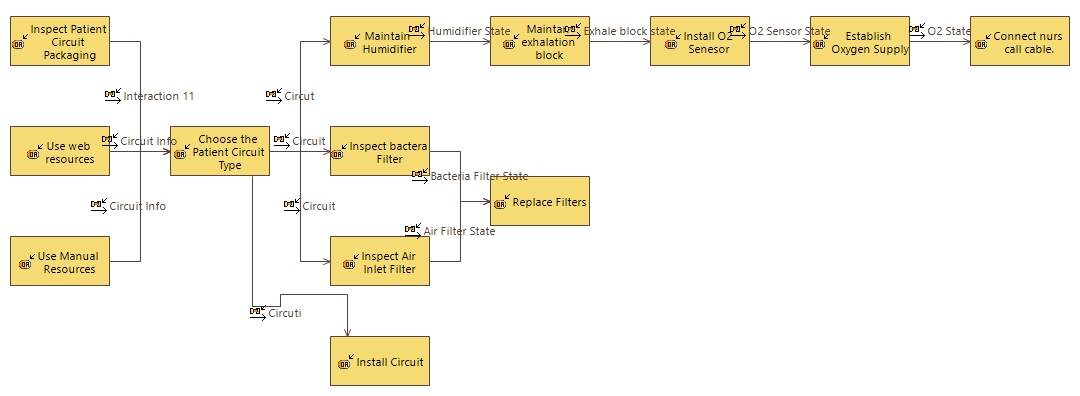 Inspect Patient
Circuit
Packaging
Maintain
Humidifier
Humidifier State
Maintain
exhalation
block
Exhale block state
Install O2
Senesor
O2 Sensor State
Establish
Oxygen Supply
O2 State
Connect nurs
call cable.
Interaction 11
Circut
Use web
resources
Circuit Info
Choose the
Patient Circuit
Type
Circuit
Inspect bactera
Filter
Bacteria Filter State
Circuit Info
Circuit
Replace Filters
Air Filter State
Use Manual
Resources
Inspect Air
Inlet Filter
Circuti
Install Circuit